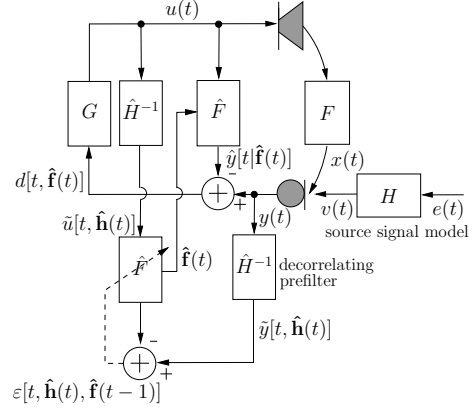 u(t)
G
Ĥ⁻¹
F̂
F
ŷ[t|f̂(t)]
-
x(t)
d[t, f̂(t)]
+
y(t)
v(t)
H
e(t)
source signal model
ũ[t, ĥ(t)]
F̂
f̂(t)
Ĥ⁻¹
decorrelating
prefilter
ỹ[t, ĥ(t)]
-
+
ε[t, ĥ(t), f̂(t−1)]